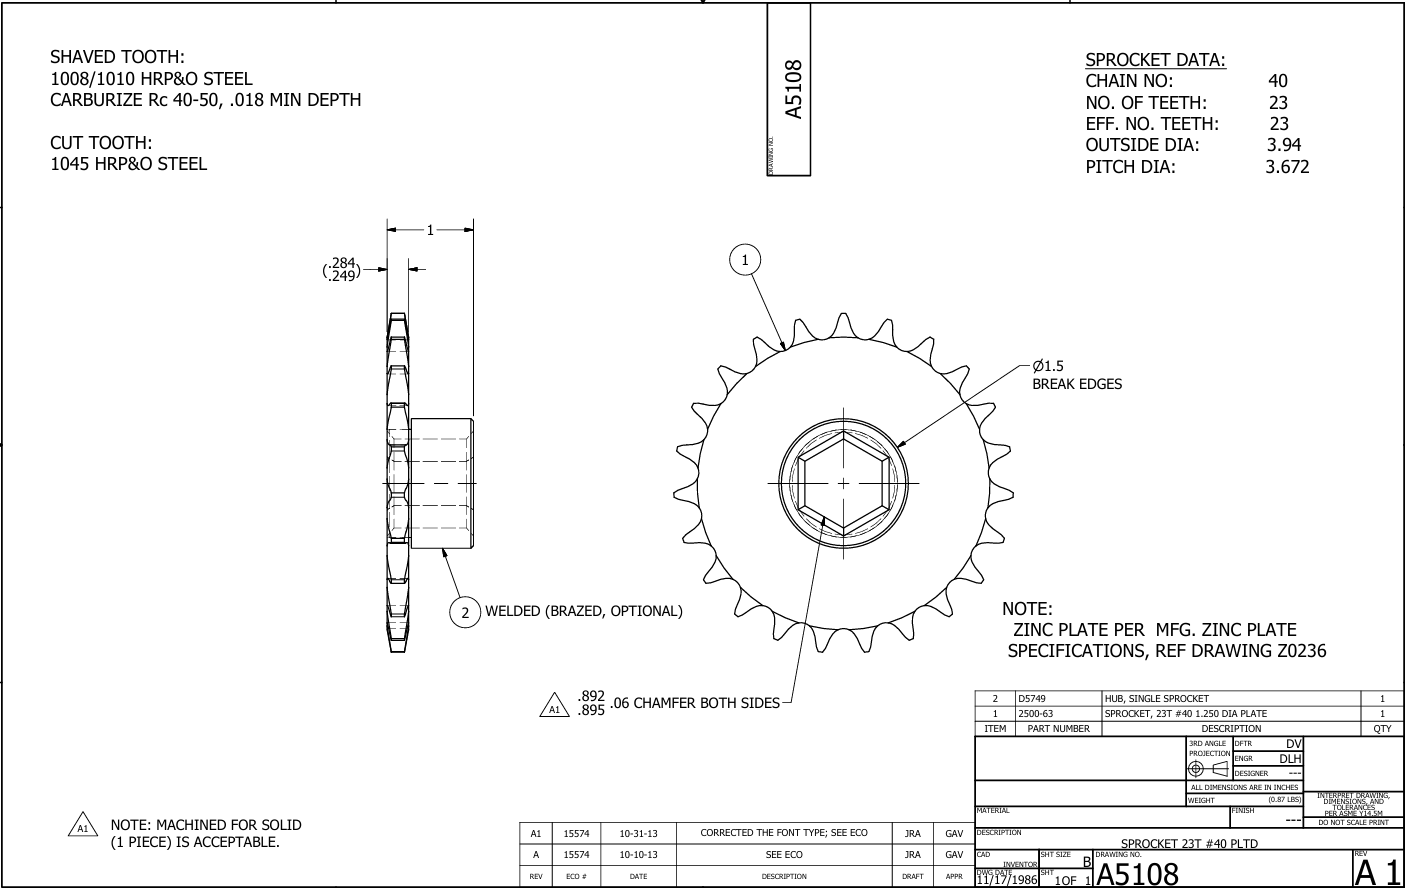 SHAVED TOOTH:
1008/1010 HRP&O STEEL
CARBURIZE Rc 40-50, .018 MIN DEPTH
CUT TOOTH:
1045 HRP&O STEEL
DRAWING NO.
A5108
SPROCKET DATA:
CHAIN NO: 40
NO. OF TEETH: 23
EFF. NO. TEETH: 23
OUTSIDE DIA: 3.94
PITCH DIA: 3.672
1
(.284
.249)
1
Ø1.5
BREAK EDGES
2 WELDED (BRAZED, OPTIONAL)
NOTE:
ZINC PLATE PER MFG. ZINC PLATE
SPECIFICATIONS, REF DRAWING Z0236
A1 .892
.895 .06 CHAMFER BOTH SIDES
A1 NOTE: MACHINED FOR SOLID
(1 PIECE) IS ACCEPTABLE.
2 D5749 HUB, SINGLE SPROCKET 1
1 2500-63 SPROCKET, 23T #40 1.250 DIA PLATE 1
ITEM PART NUMBER DESCRIPTION QTY
3RD ANGLE
PROJECTION
DFTR DV
ENGR DLH
DESIGNER ---
ALL DIMENSIONS ARE IN INCHES
WEIGHT (0.87 LBS)
INTERPRET DRAWING,
DIMENSIONS, AND
TOLERANCES
PER ASME Y14.5M
DO NOT SCALE PRINT
MATERIAL
FINISH ---
DESCRIPTION
SPROCKET 23T #40 PLTD
CAD INVENTOR
SHT SIZE B
DRAWING NO.
A5108
REV
A 1
DWG DATE
11/17/1986
SHT
1 OF 1
A1 15574 10-31-13 CORRECTED THE FONT TYPE; SEE ECO JRA GAV
A 15574 10-10-13 SEE ECO JRA GAV
REV ECO # DATE DESCRIPTION DRAFT APPR